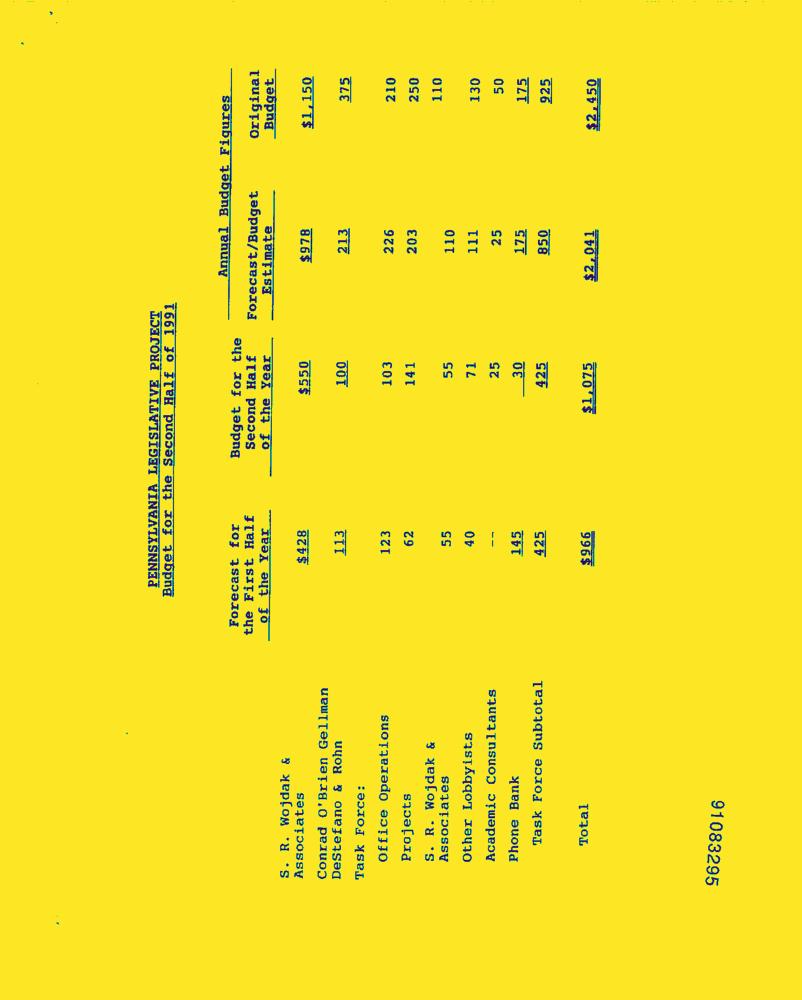 PENNSYLVANIA LEGISLATIVE PROJECT
Budget for the Second Half of 1991
Annual Budget Figures
Forecast for Budget for the
the First Half Second Half Forecast/Budget Original
of the Year of the Year Estimate Budget
S. R. Wojdak &
Associates $428 $550 $978 $1,150
Conrad O'Brien Gellman
DeStefano & Rohn 113 100 213 375
Task Force:
Office Operations 123 103 226 210
Projects 62 141 203 250
S. R. Wojdak &
Associates 55 55 110 110
Other Lobbyists 40 71 111 130
Academic Consultants -- 25 25 50
Phone Bank 145 30 175 175
Task Force Subtotal 425 425 850 925
Total $966 $1,075 $2,041 $2,450
91083295